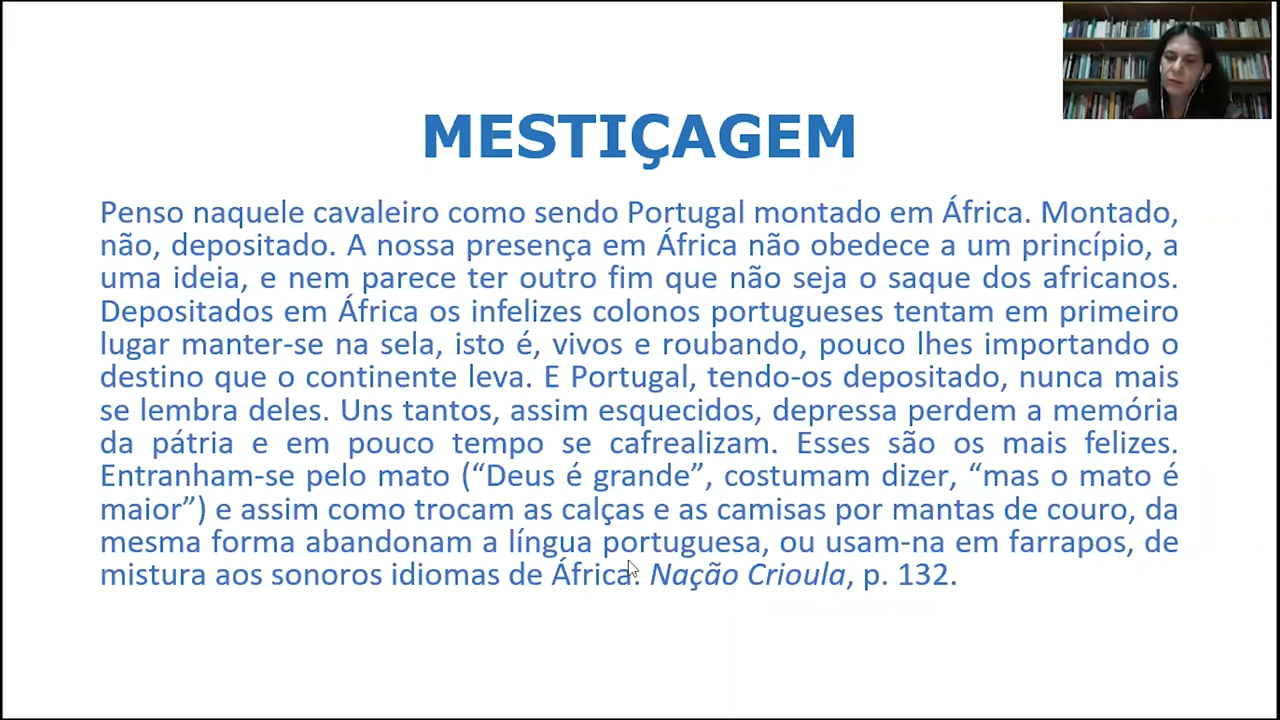 MESTIÇAGEM
Penso naquele cavaleiro como sendo Portugal montado em África. Montado,
não, depositado. A nossa presença em África não obedece a um princípio, a
uma ideia, e nem parece ter outro fim que não seja o saque dos africanos.
Depositados em África os infelizes colonos portugueses tentam em primeiro
lugar manter-se na sela, isto é, vivos e roubando, pouco lhes importando o
destino que o continente leva. E Portugal, tendo-os depositado, nunca mais
se lembra deles. Uns tantos, assim esquecidos, depressa perdem a memória
da pátria e em pouco tempo se cafrealizam. Esses são os mais felizes.
Entranham-se pelo mato (“Deus é grande”, costumam dizer, “mas o mato é
maior”) e assim como trocam as calças e as camisas por mantas de couro, da
mesma forma abandonam a língua portuguesa, ou usam-na em farrapos, de
mistura aos sonoros idiomas de África. Nação Crioula, p. 132.